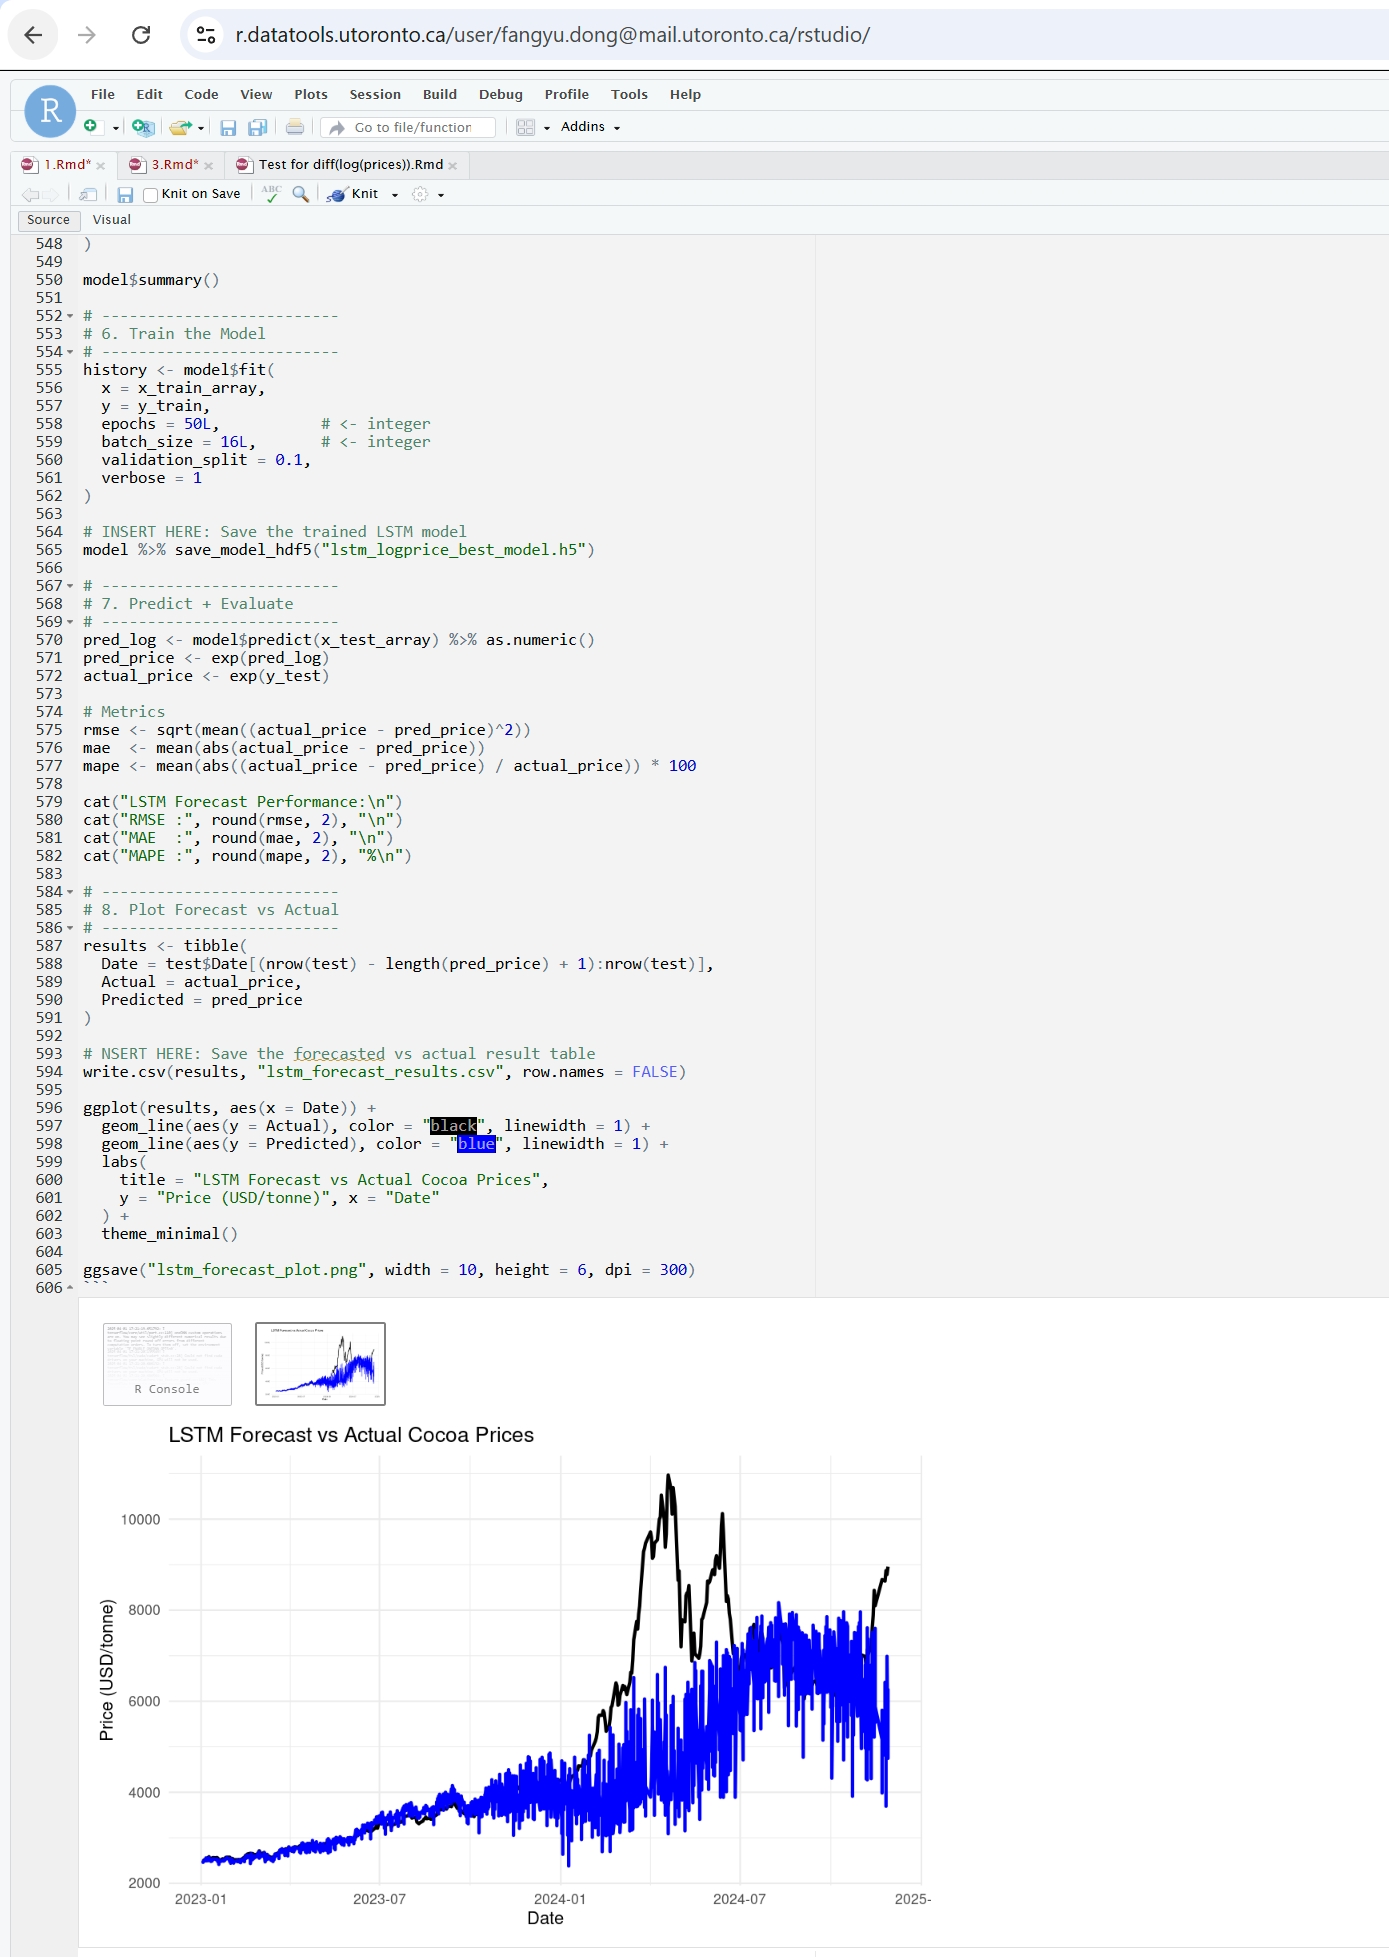 r.datatools.utoronto.ca/user/fangyu.dong@mail.utoronto.ca/rstudio/
R
File Edit Code View Plots Session Build Debug Profile Tools Help
Go to file/function Addins
1.Rmd* 3.Rmd* Test for diff(log(prices)).Rmd
Knit on Save ABC Knit
Source Visual
548 )
549
550 model$summary()
551
552 # --------------------------
553 # 6. Train the Model
554 # --------------------------
555 history <- model$fit(
556 x = x_train_array,
557 y = y_train,
558 epochs = 50L, # <- integer
559 batch_size = 16L, # <- integer
560 validation_split = 0.1,
561 verbose = 1
562 )
563
564 # INSERT HERE: Save the trained LSTM model
565 model %>% save_model_hdf5("lstm_logprice_best_model.h5")
566
567 # --------------------------
568 # 7. Predict + Evaluate
569 # --------------------------
570 pred_log <- model$predict(x_test_array) %>% as.numeric()
571 pred_price <- exp(pred_log)
572 actual_price <- exp(y_test)
573
574 # Metrics
575 rmse <- sqrt(mean((actual_price - pred_price)^2))
576 mae <- mean(abs(actual_price - pred_price))
577 mape <- mean(abs((actual_price - pred_price) / actual_price)) * 100
578
579 cat("LSTM Forecast Performance:\n")
580 cat("RMSE :", round(rmse, 2), "\n")
581 cat("MAE :", round(mae, 2), "\n")
582 cat("MAPE :", round(mape, 2), "%\n")
583
584 # --------------------------
585 # 8. Plot Forecast vs Actual
586 # --------------------------
587 results <- tibble(
588 Date = test$Date[(nrow(test) - length(pred_price) + 1):nrow(test)],
589 Actual = actual_price,
590 Predicted = pred_price
591 )
592
593 # NSERT HERE: Save the forecasted vs actual result table
594 write.csv(results, "lstm_forecast_results.csv", row.names = FALSE)
595
596 ggplot(results, aes(x = Date)) +
597 geom_line(aes(y = Actual), color = "black", linewidth = 1) +
598 geom_line(aes(y = Predicted), color = "blue", linewidth = 1) +
599 labs(
600 title = "LSTM Forecast vs Actual Cocoa Prices",
601 y = "Price (USD/tonne)", x = "Date"
602 ) +
603 theme_minimal()
604
605 ggsave("lstm_forecast_plot.png", width = 10, height = 6, dpi = 300)
606 ```
R Console
LSTM Forecast vs Actual Cocoa Prices
10000
8000
6000
4000
2000
Price (USD/tonne)
2023-01 2023-07 2024-01 2024-07 2025-
Date